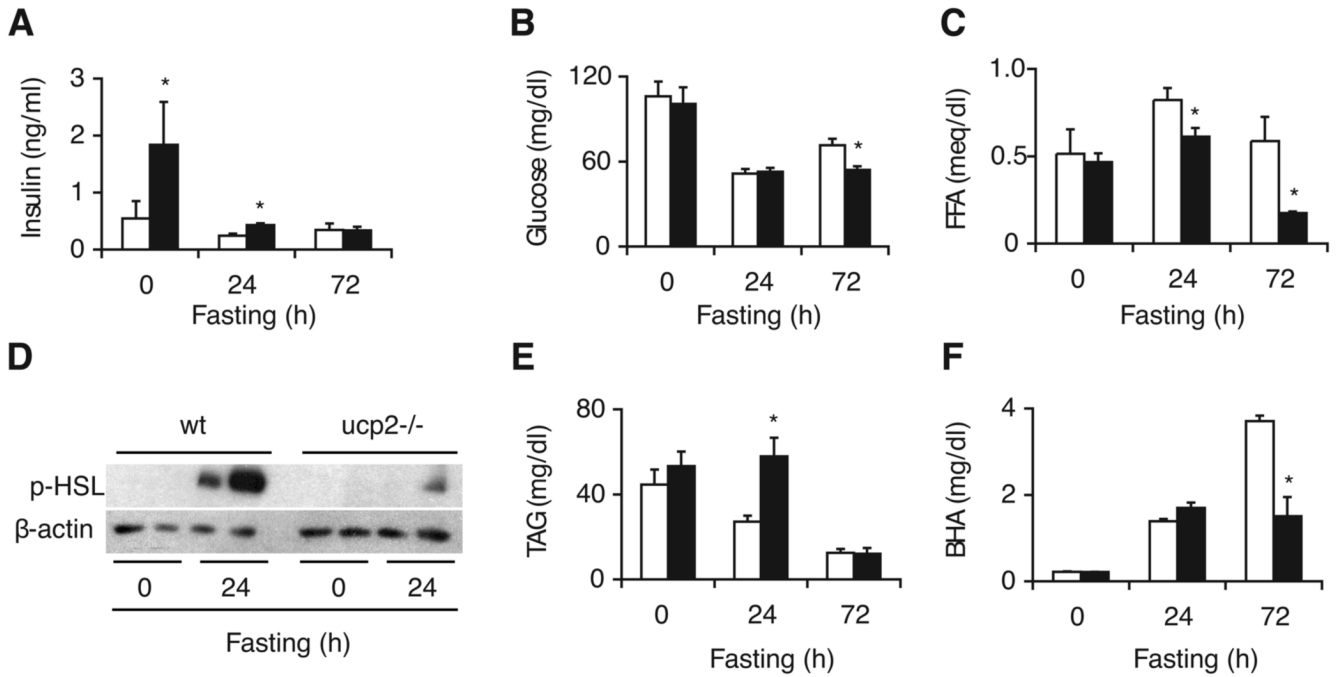 A
Insulin (ng/ml)
3
2
1
0
*
*
0 24 72
Fasting (h)
B
Glucose (mg/dl)
120
60
0
*
0 24 72
Fasting (h)
C
FFA (meq/dl)
1.0
0.5
0
*
*
0 24 72
Fasting (h)
D
wt ucp2-/-
p-HSL
β-actin
0 24 0 24
Fasting (h)
E
TAG (mg/dl)
80
40
0
*
0 24 72
Fasting (h)
F
BHA (mg/dl)
4
2
0
*
0 24 72
Fasting (h)